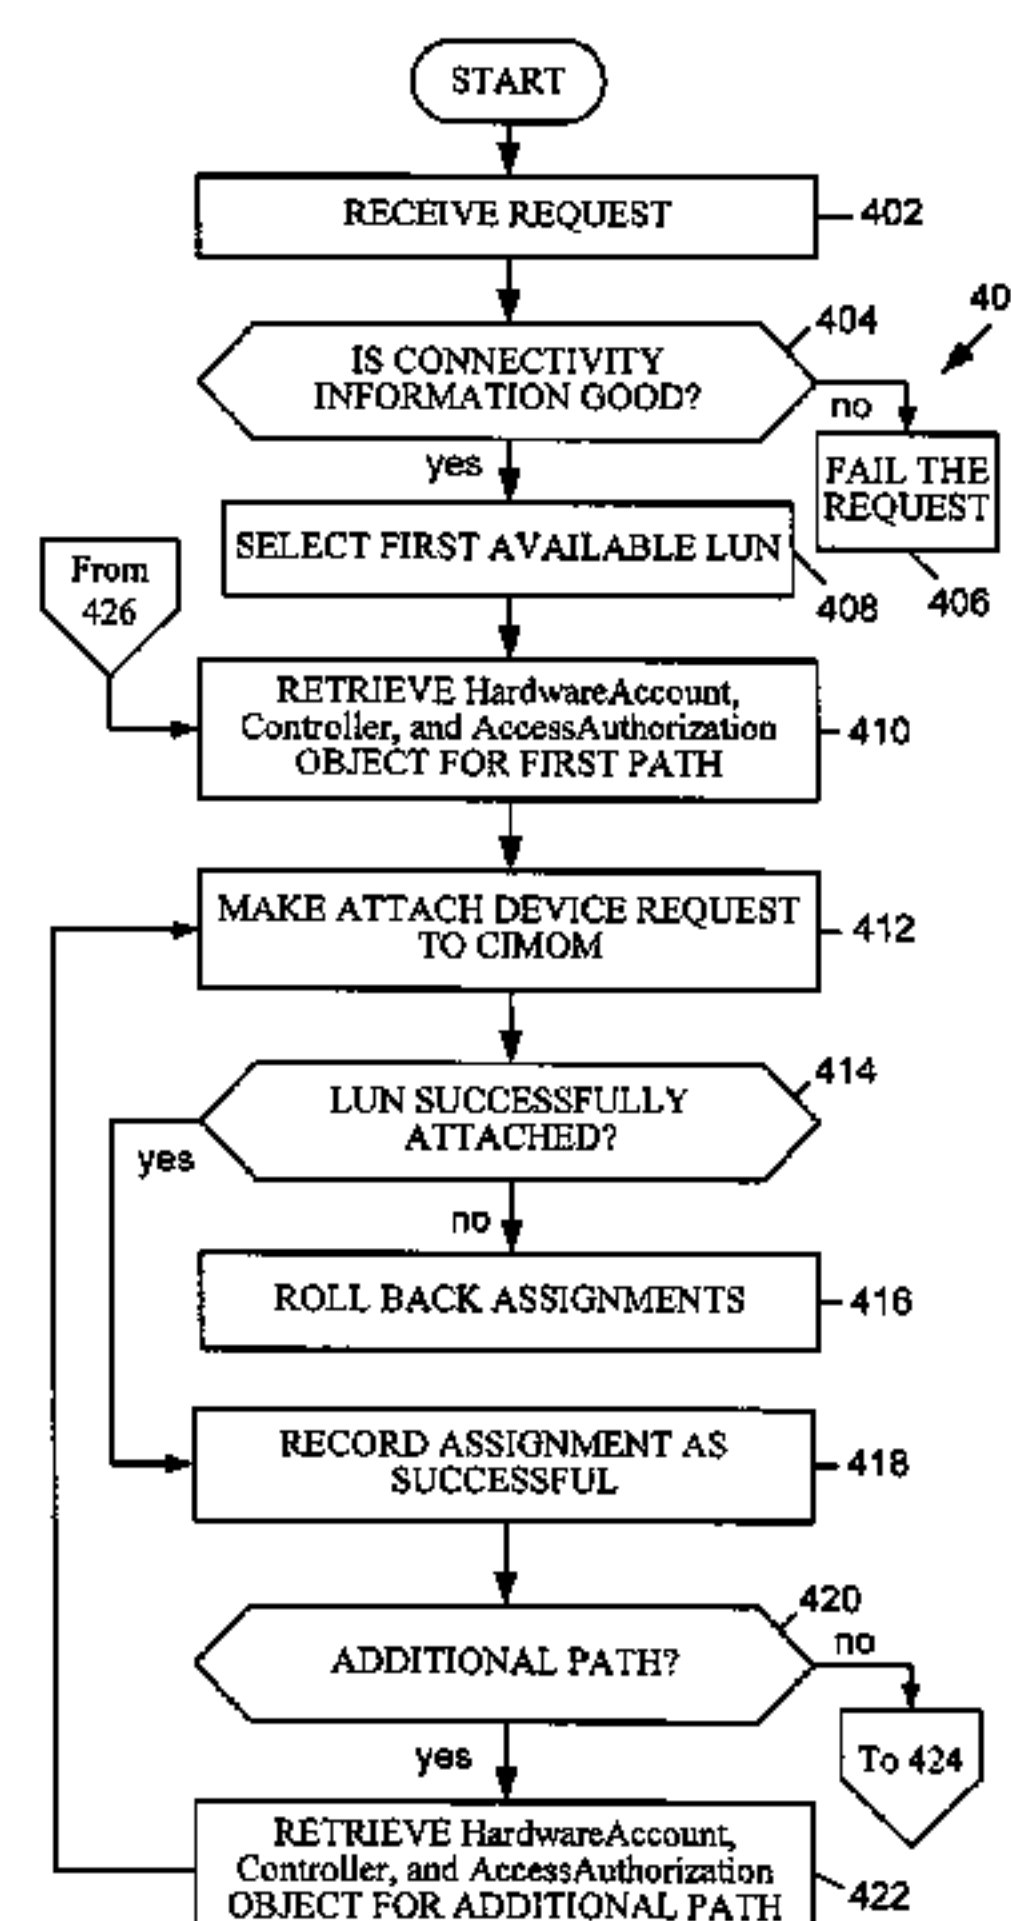 START
RECEIVE REQUEST
402
40
404
IS CONNECTIVITY
INFORMATION GOOD?
no
yes
FAIL THE
REQUEST
406
SELECT FIRST AVAILABLE LUN
408
From
426
RETRIEVE HardwareAccount,
Controller, and AccessAuthorization
OBJECT FOR FIRST PATH
410
MAKE ATTACH DEVICE REQUEST
TO CIMOM
412
414
LUN SUCCESSFULLY
ATTACHED?
yes
no
ROLL BACK ASSIGNMENTS
416
RECORD ASSIGNMENT AS
SUCCESSFUL
418
420
ADDITIONAL PATH?
no
yes
To 424
RETRIEVE HardwareAccount,
Controller, and AccessAuthorization
OBJECT FOR ADDITIONAL PATH
422